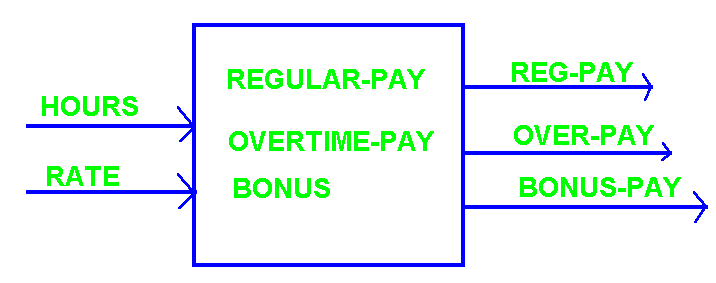 HOURS
RATE
REGULAR-PAY
OVERTIME-PAY
BONUS
REG-PAY
OVER-PAY
BONUS-PAY